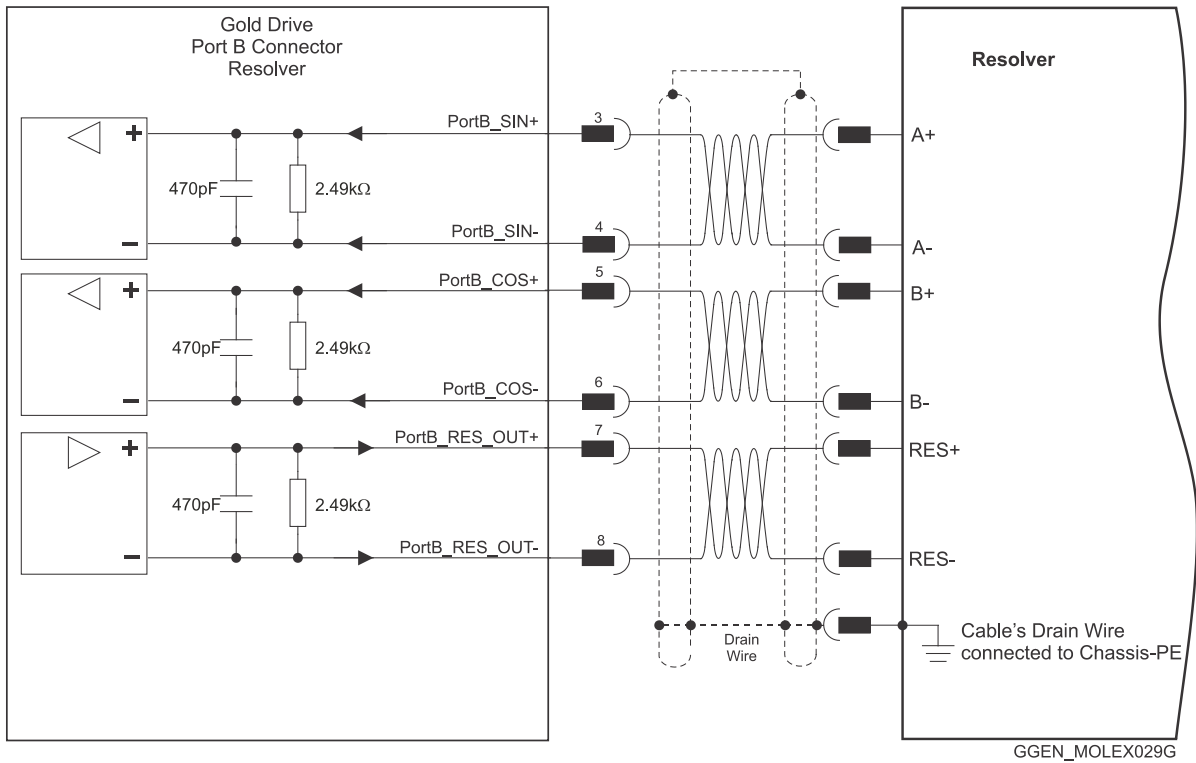 Gold Drive
Port B Connector
Resolver
Resolver
PortB_SIN+
3
A+
+
470pF
2.49kΩ
PortB_SIN-
4
A-
−
PortB_COS+
5
B+
+
470pF
2.49kΩ
PortB_COS-
6
B-
−
PortB_RES_OUT+
7
RES+
+
470pF
2.49kΩ
PortB_RES_OUT-
8
RES-
−
Drain
Wire
Cable's Drain Wire
connected to Chassis-PE
GGEN_MOLEX029G